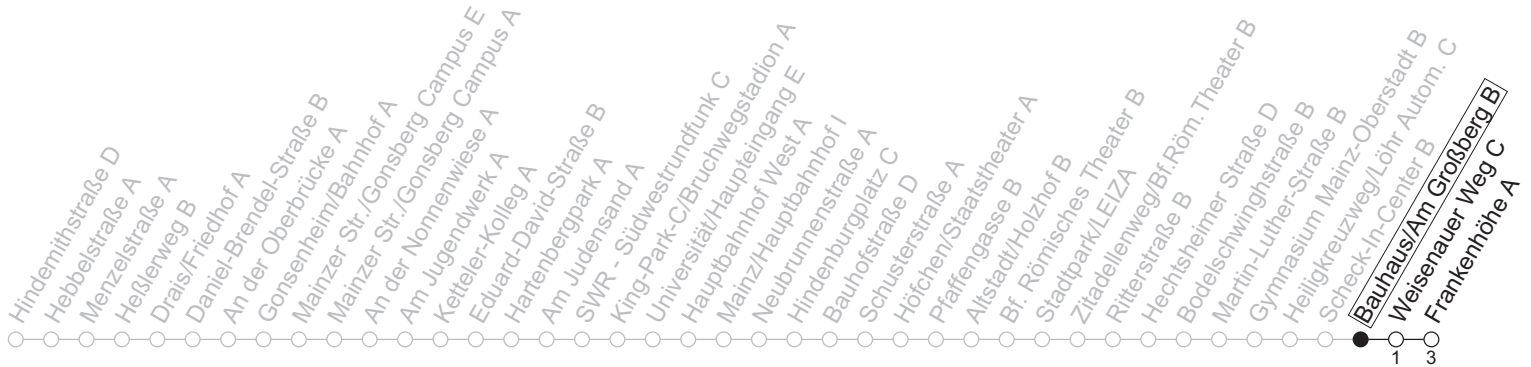 Hindemithstraße D
Hebbelstraße A
Menzelstraße A
Heßlenweg B
Drais/Friedhof A
Daniel-Brendel-Straße B
An der Oberbrücke A
Gonsenheim/Bahnhof A
Mainzer Str./Gonsberg Campus E
Mainzer Str./Gonsberg Campus A
An der Nonnenwiese A
Am Jugendwerk A
Ketteler-Kolleg A
Eduard-David-Straße B
Hartenbergpark A
Am Judensand A
SWR - Südwestrundfunk C
King-Park-C/Bruchwegstadion A
Universität/Haupteingang E
Hauptbahnhof West A
Mainz/Hauptbahnhof I
Neubrunnenstraße A
Hindenburgplatz C
Bauhofstraße D
Schusterstraße A
Höfchen/Staatstheater A
Pfaffengasse B
Altstadt/Holzhof B
Bf. Römisches Theater B
Stadtpark/LEIZA
Zitadellenweg/Bf.Röm. Theater B
Ritterstraße B
Hechtsheimer Straße D
Bodelschwinghstraße B
Martin-Luther-Straße B
Gymnasium Mainz-Oberstadt B
Heiligkreuzweg/Löhr Autom. C
Scheck-In-Center B
Bauhaus/Am Großberg B
Weisenauer Weg C
Frankenhöhe A
1
3